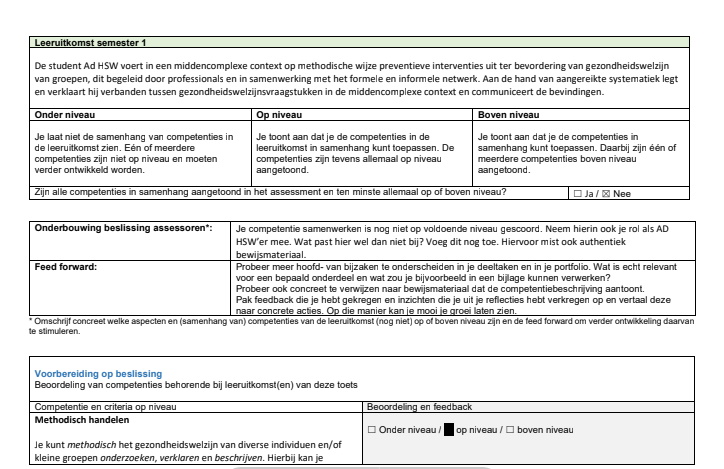 Leeruitkomst semester 1
De student Ad HSW voert in een middencomplexe context op methodische wijze preventieve interventies uit ter bevordering van gezondheidswelzijn
van groepen, dit begeleid door professionals en in samenwerking met het formele en informele netwerk. Aan de hand van aangereikte systematiek legt
en verklaart hij verbanden tussen gezondheidswelzijnsvraagstukken in de middencomplexe context en communiceert de bevindingen.
Onder niveau
Op niveau
Boven niveau
Je laat niet de samenhang van competenties in
de leeruitkomst zien. Eén of meerdere
competenties zijn niet op niveau en moeten
verder ontwikkeld worden.
Je toont aan dat je de competenties in de
leeruitkomst in samenhang kunt toepassen. De
competenties zijn tevens allemaal op niveau
aangetoond.
Je toont aan dat je de competenties in
samenhang kunt toepassen. Daarbij zijn één of
meerdere competenties boven niveau
aangetoond.
Zijn alle competenties in samenhang aangetoond in het assessment en ten minste allemaal op of boven niveau?
☐ Ja / ☒ Nee
Onderbouwing beslissing assessoren*:
Je competentie samenwerken is nog niet op voldoende niveau gescoord. Neem hierin ook je rol als AD
HSW'er mee. Wat past hier wel dan niet bij? Voeg dit nog toe. Hiervoor mist ook authentiek
bewijsmateriaal.
Feed forward:
Probeer meer hoofd- van bijzaken te onderscheiden in je deeltaken en in je portfolio. Wat is echt relevant
voor een bepaald onderdeel en wat zou je bijvoorbeeld in een bijlage kunnen verwerken?
Probeer ook concreet te verwijzen naar bewijsmateriaal dat de competentiebeschrijving aantoont.
Pak feedback die je hebt gekregen en inzichten die je uit je reflecties hebt verkregen op en vertaal deze
naar concrete acties. Op die manier kan je mooi je groei laten zien.
* Omschrijf concreet welke aspecten en (samenhang van) competenties van de leeruitkomst (nog niet) op of boven niveau zijn en de feed forward om verder ontwikkeling daarvan
te stimuleren.
Voorbereiding op beslissing
Beoordeling van competenties behorende bij leeruitkomst(en) van deze toets
Competentie en criteria op niveau
Beoordeling en feedback
Methodisch handelen
☐ Onder niveau / █ op niveau / ☐ boven niveau
Je kunt methodisch het gezondheidswelzijn van diverse individuen en/of
kleine groepen onderzoeken, verklaren en beschrijven. Hierbij kan je